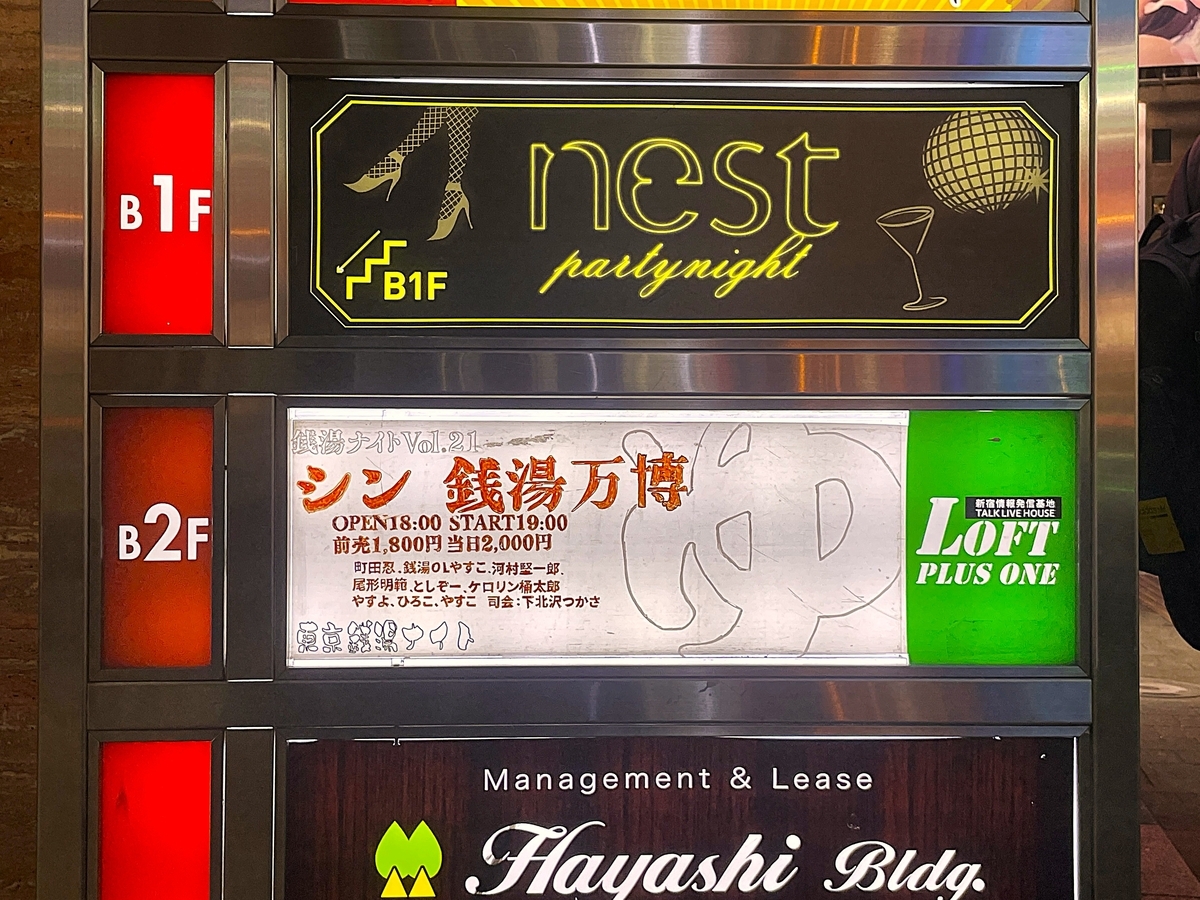 B1F
nest
partynight
B1F
B2F
銭湯ナイトVol.21
シン 銭湯万博
OPEN18:00 START19:00
前売1,800円 当日2,000円
町田忍、銭湯OLやすこ、河村堅一郎、
尾形明範、としぞー、ケロリン桶太郎
やすよ、ひろこ、やすこ 司会：下北沢つかさ
東京銭湯ナイト
ゆ
新宿情報発信基地
TALK LIVE HOUSE
LOFT
PLUS ONE
Management & Lease
Hayashi Bldg.